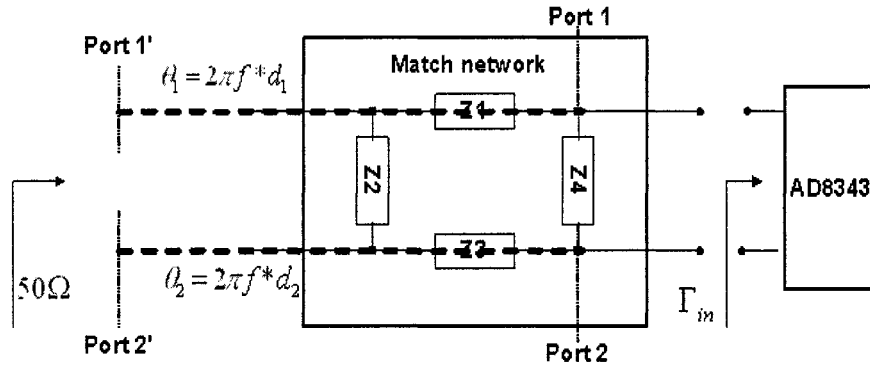 Port 1
Port 1'
θ₁ = 2πf*d₁
Match network
Z1
Z2
Z4
AD8343
Z3
50Ω
θ₂ = 2πf*d₂
Γin
Port 2'
Port 2